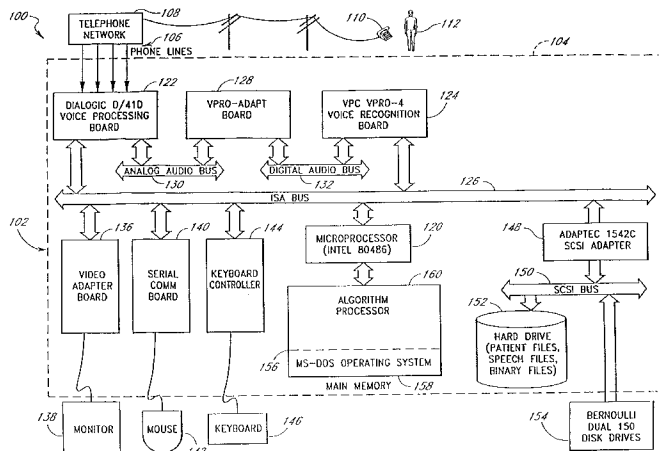 100
TELEPHONE
NETWORK
108
110
112
106
PHONE LINES
104
122
DIALOGIC D/41D
VOICE PROCESSING
BOARD
128
VPRO-ADAPT
BOARD
VPC VPRO-4
VOICE RECOGNITION
BOARD
124
ANALOG AUDIO BUS
130
DIGITAL AUDIO BUS
132
126
ISA BUS
102
136
VIDEO
ADAPTER
BOARD
140
SERIAL
COMM
BOARD
144
KEYBOARD
CONTROLLER
MICROPROCESSOR
(INTEL 80486)
120
148
ADAPTEC 1542C
SCSI ADAPTER
160
ALGORITHM
PROCESSOR
156
MS-DOS OPERATING SYSTEM
MAIN MEMORY
158
150
SCSI BUS
152
HARD DRIVE
(PATIENT FILES,
SPEECH FILES,
BINARY FILES)
138
MONITOR
MOUSE
KEYBOARD
146
154
BERNOULLI
DUAL 150
DISK DRIVES